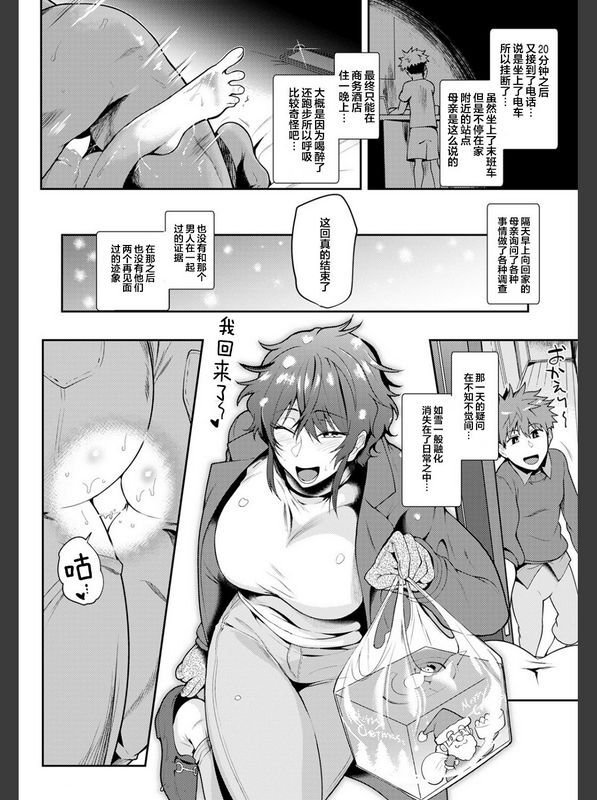 20分钟之后
又接到了电话…
说是坐上了电车
所以挂断了…
虽然坐上了末班车
但是不停在家
附近的站点
母亲是这么说的
最终只能在
商务酒店
住一晚上…
大概是因为喝醉了
还跑步所以呼吸
比较奇怪吧…
隔天早上向回家的
母亲询问了各种
事情做了各种调查
这回真的结束了
也没有和那个
男人在一起
过的证据
在那之后
也没有他们
两个再见面
过的迹象
おかえりー
那一天的疑问
在不知不觉间…
如雪一般融化
消失在了日常之中…
我回来了~♥
咕…♥
Merry
Christmas
Merry